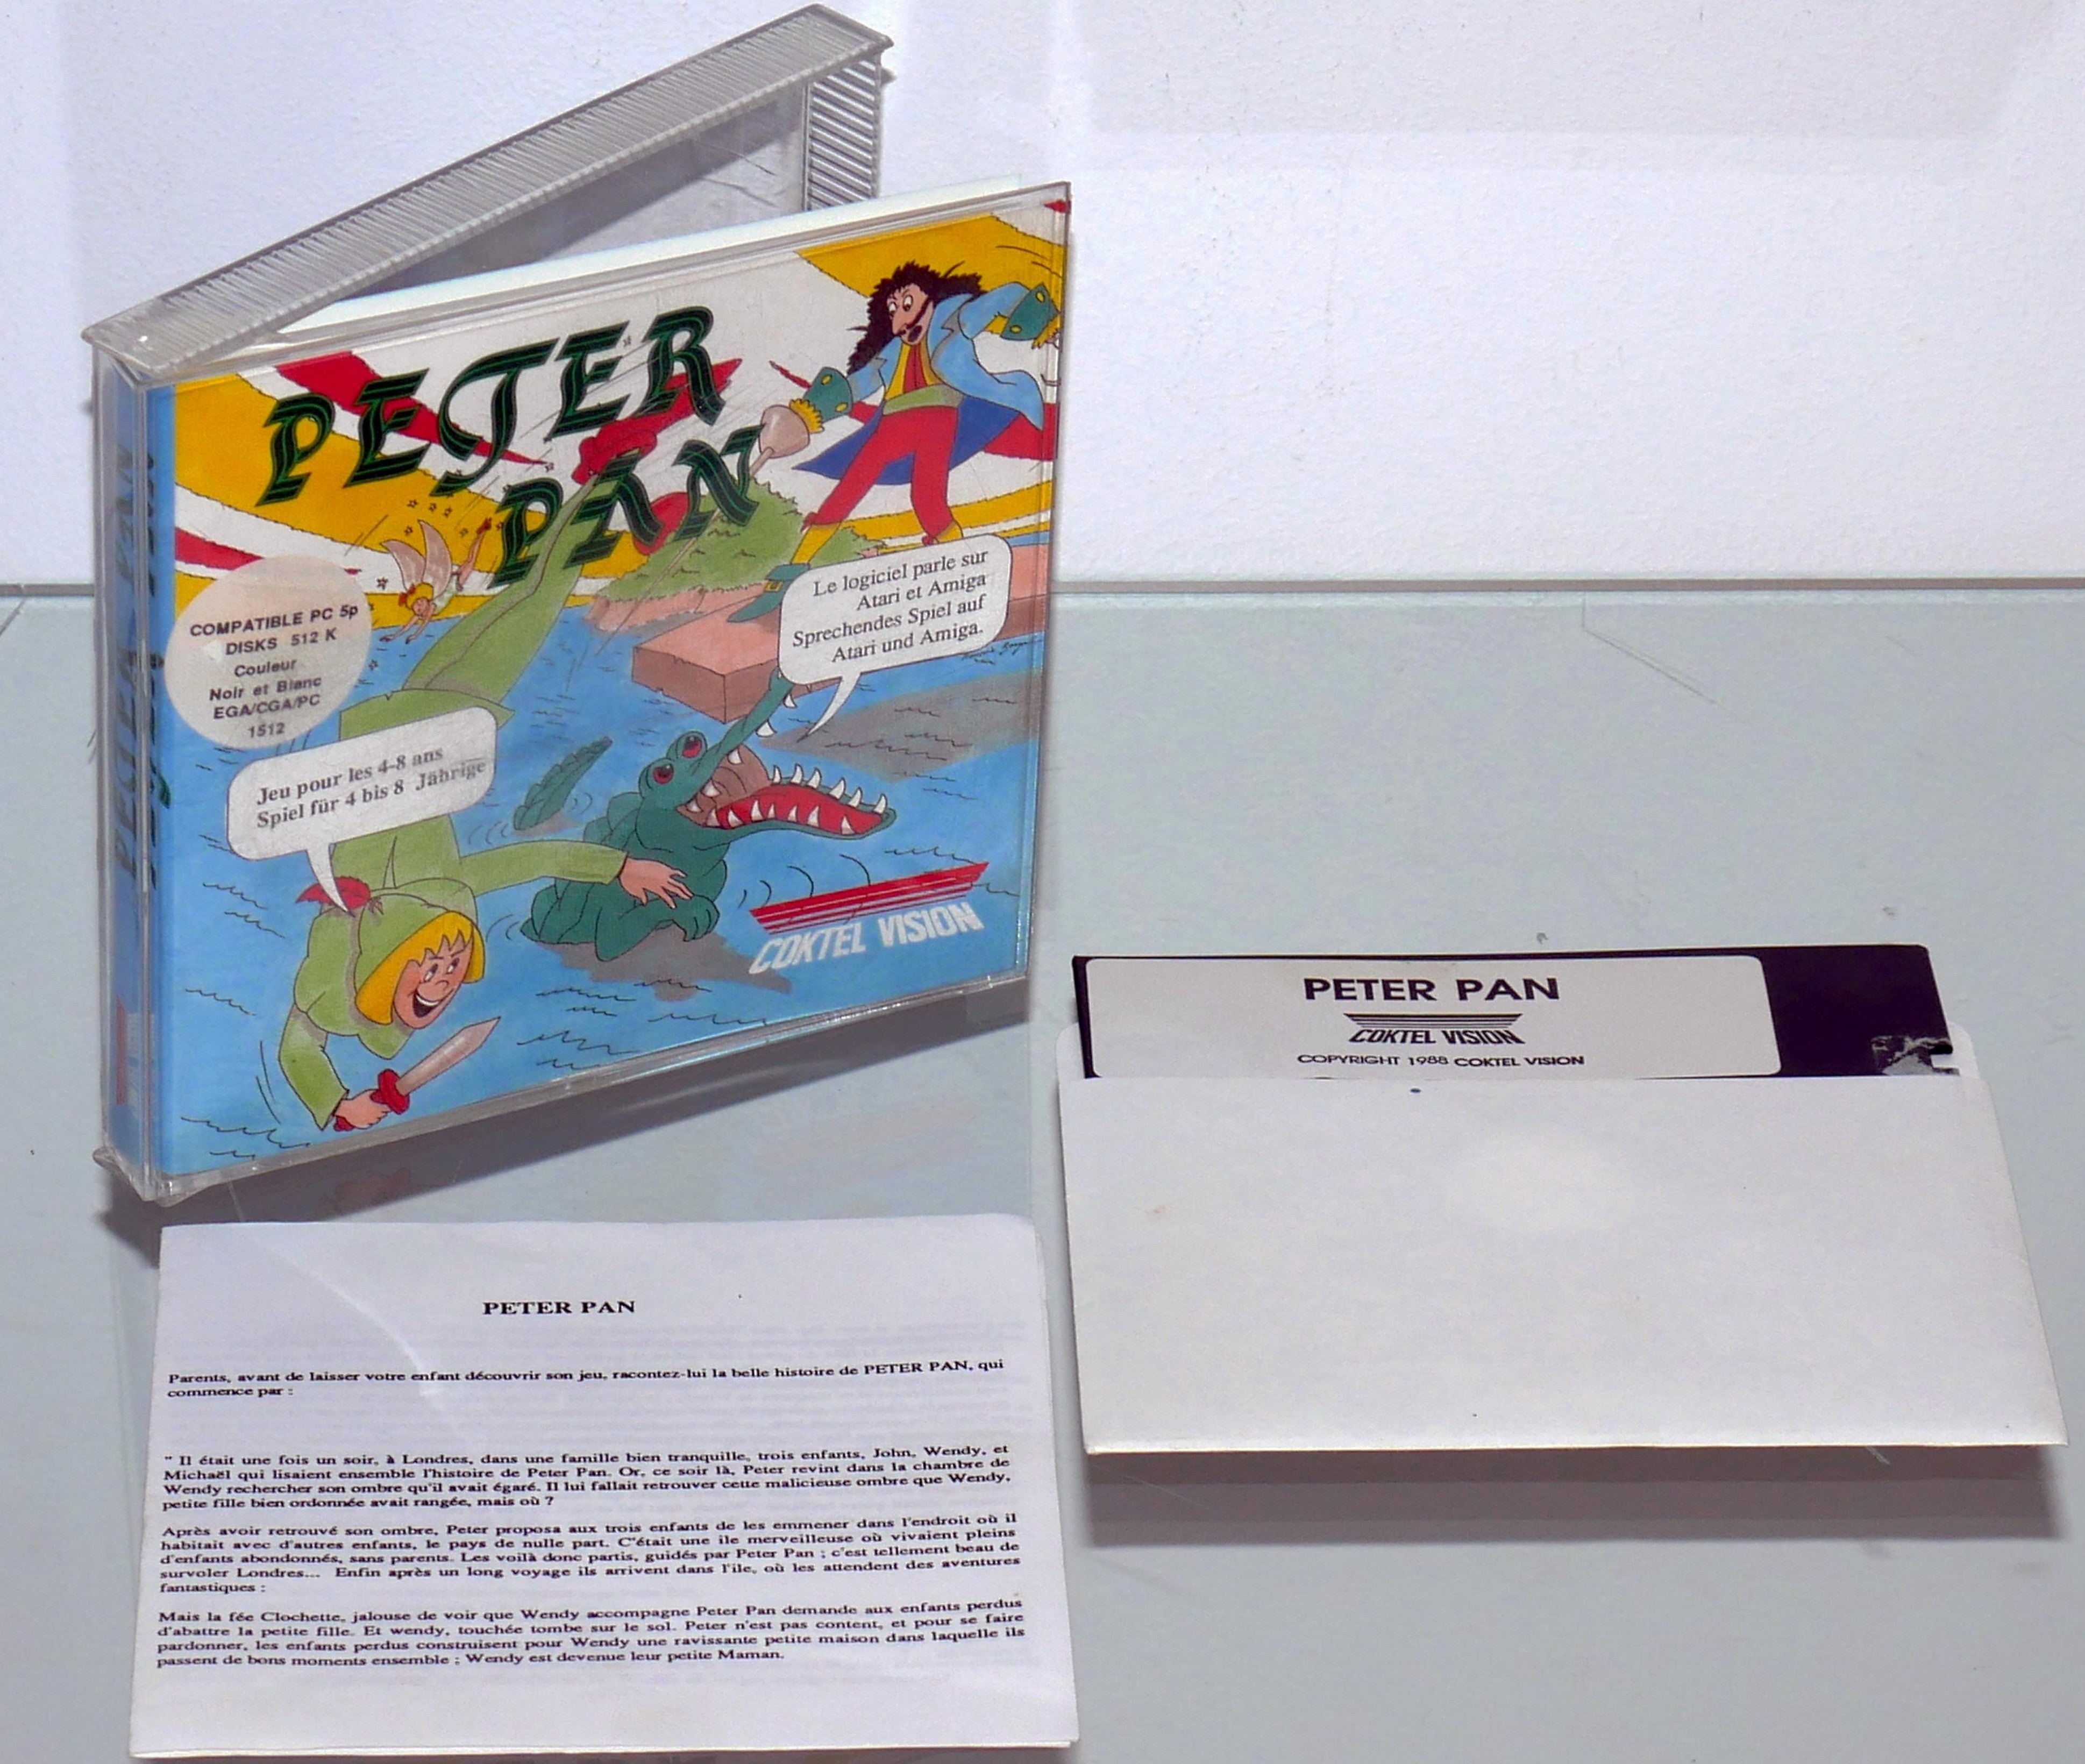 PETER
PAN
COMPATIBLE PC 5p
DISKS 512 K
Couleur
Noir et Blanc
EGA/CGA/PC
1512
Le logiciel parle sur
Atari et Amiga
Sprechendes Spiel auf
Atari und Amiga.
Jeu pour les 4-8 ans
Spiel für 4 bis 8 Jährige
COKTEL VISION
PETER PAN
PETER PAN
COKTEL VISION
COPYRIGHT 1988 COKTEL VISION
PETER PAN
Parents, avant de laisser votre enfant découvrir son jeu, racontez-lui la belle histoire de PETER PAN, qui
commence par :
" Il était une fois un soir, à Londres, dans une famille bien tranquille, trois enfants, John, Wendy, et
Michaël qui lisaient ensemble l'histoire de Peter Pan. Or, ce soir là, Peter revint dans la chambre de
Wendy rechercher son ombre qu'il avait égaré. Il lui fallait retrouver cette malicieuse ombre que Wendy,
petite fille bien ordonnée avait rangée, mais où ?
Après avoir retrouvé son ombre, Peter proposa aux trois enfants de les emmener dans l'endroit où il
habitait avec d'autres enfants, le pays de nulle part. C'était une ile merveilleuse où vivaient pleins
d'enfants abondonnés, sans parents. Les voilà donc partis, guidés par Peter Pan ; c'est tellement beau de
survoler Londres... Enfin après un long voyage ils arrivent dans l'ile, où les attendent des aventures
fantastiques :
Mais la fée Clochette, jalouse de voir que Wendy accompagne Peter Pan demande aux enfants perdus
d'abattre la petite fille. Et wendy, touchée tombe sur le sol. Peter n'est pas content, et pour se faire
pardonner, les enfants perdus construisent pour Wendy une ravissante petite maison dans laquelle ils
passent de bons moments ensemble ; Wendy est devenue leur petite Maman.